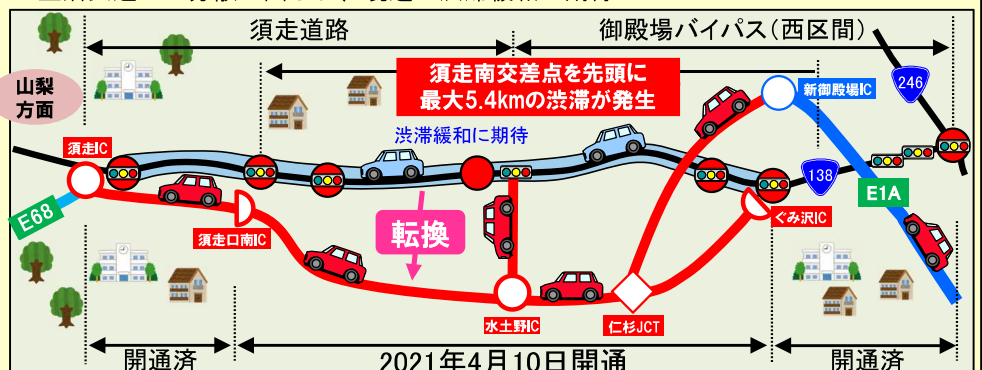 須走道路
御殿場バイパス(西区間)
山梨
方面
須走南交差点を先頭に
最大5.4kmの渋滞が発生
新御殿場IC
246
須走IC
渋滞緩和に期待
138
E68
E1A
須走口南IC
転換
ぐみ沢IC
水土野IC
仁杉JCT
開通済
2021年4月10日開通
開通済